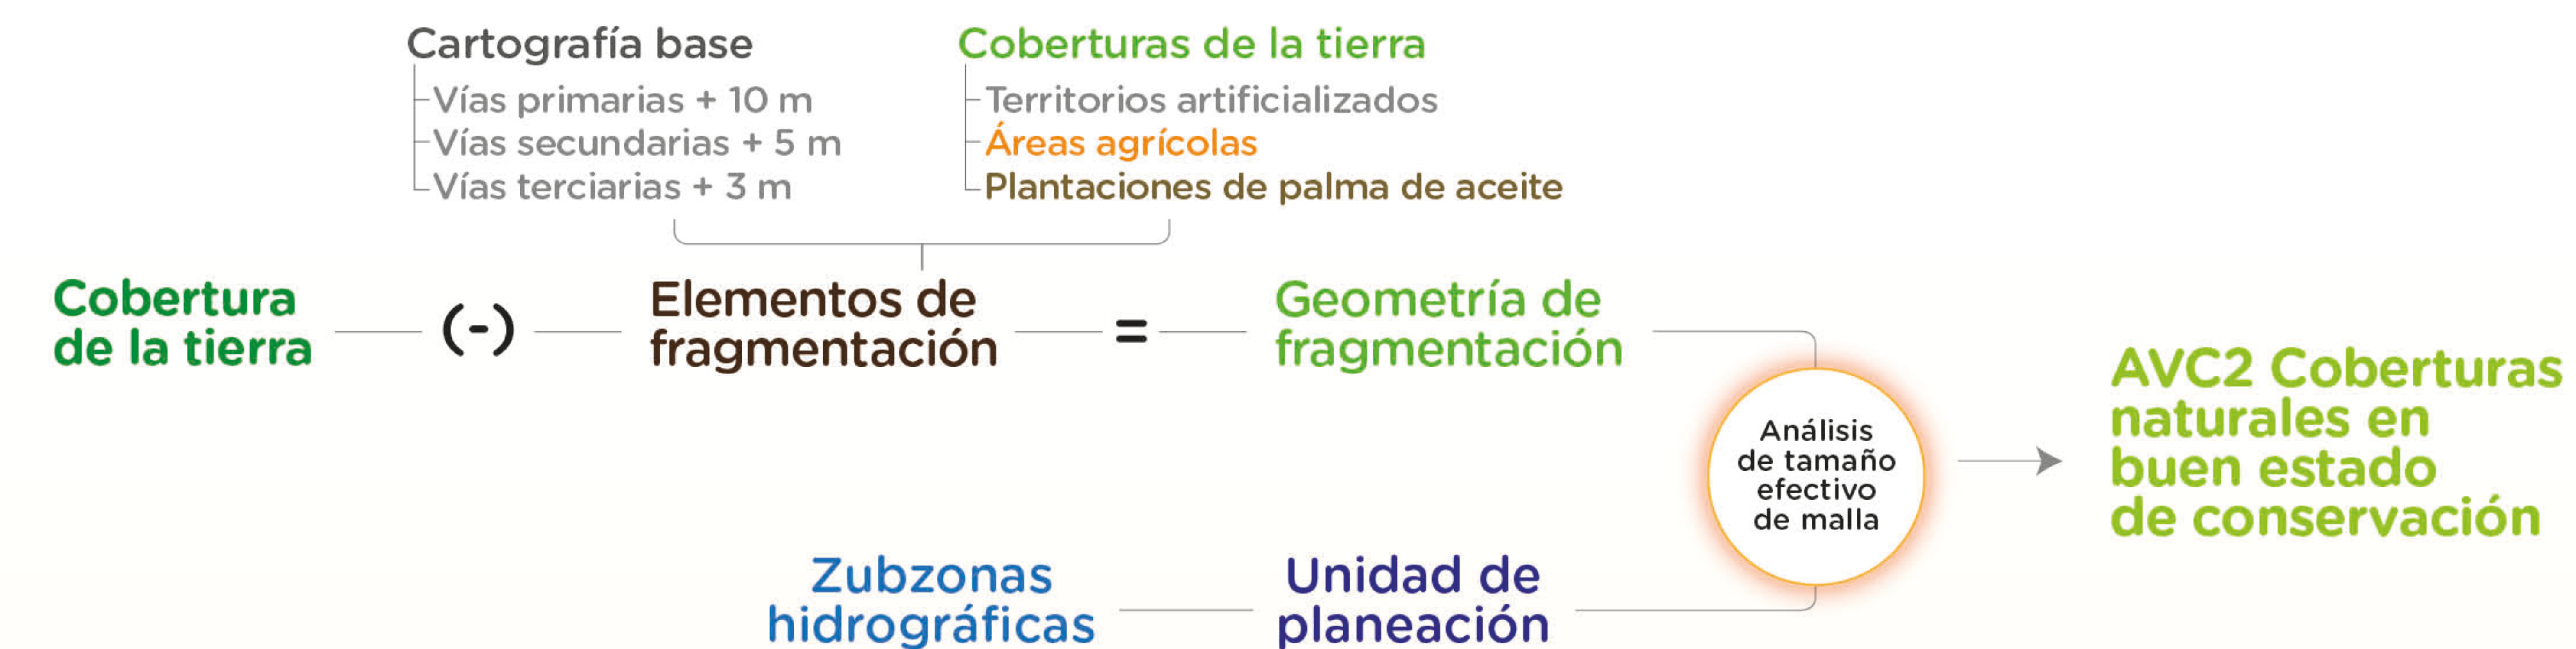 Cartografía base
Vías primarias + 10 m
Vías secundarias + 5 m
Vías terciarias + 3 m
Coberturas de la tierra
Territorios artificializados
Áreas agrícolas
Plantaciones de palma de aceite
Cobertura
de la tierra
(-)
Elementos de
fragmentación
=
Geometría de
fragmentación
Zubzonas
hidrográficas
Unidad de
planeación
Análisis
de tamaño
efectivo
de malla
AVC2 Coberturas
naturales en
buen estado
de conservación